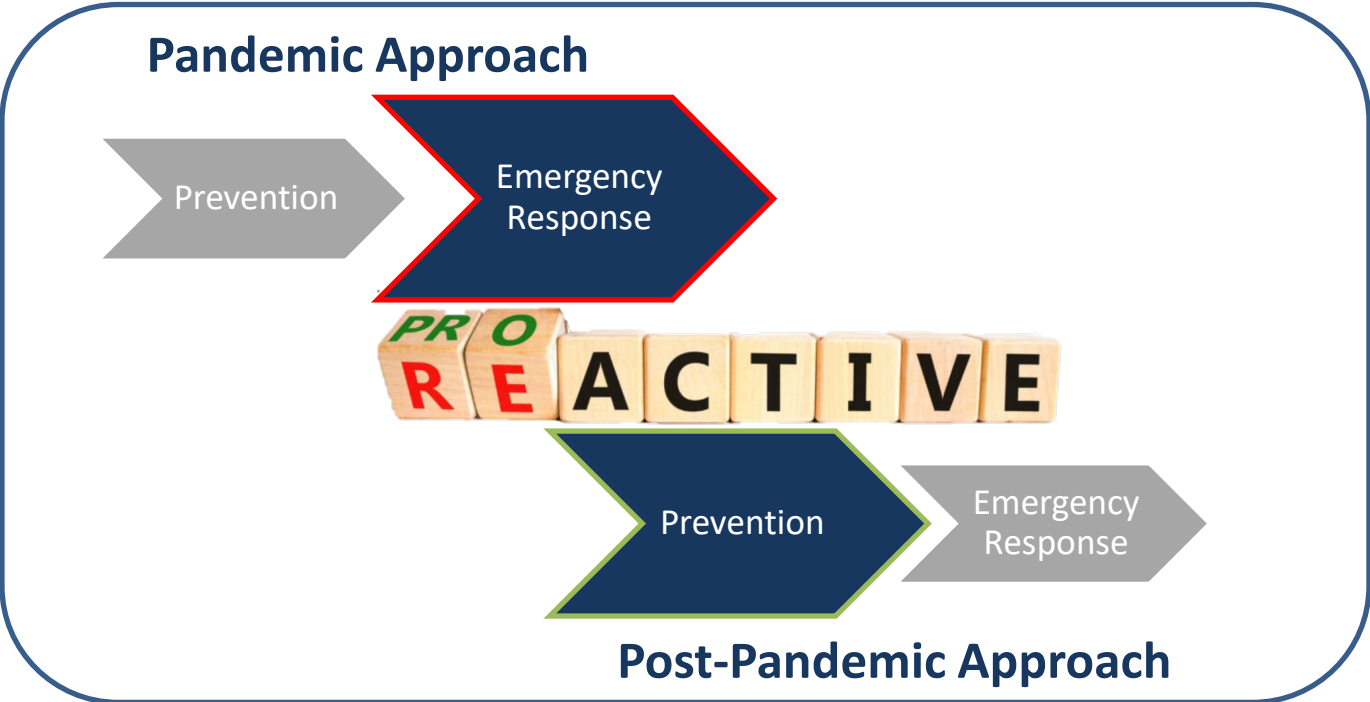 Pandemic Approach
Prevention
Emergency
Response
PRO
REACTIVE
Prevention
Emergency
Response
Post-Pandemic Approach